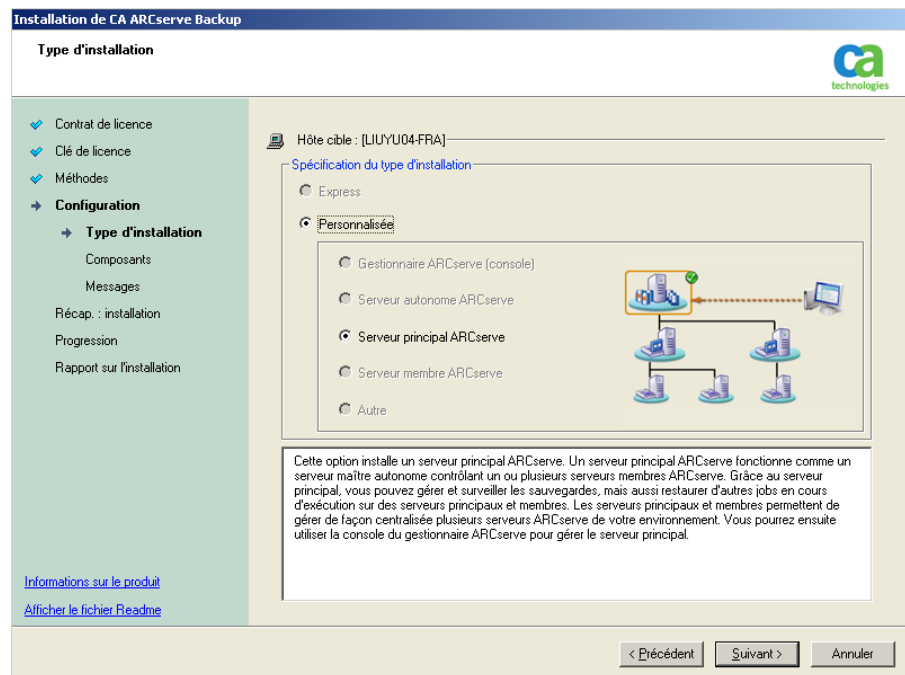 Installation de CA ARCserve Backup
Type d'installation
ca
technologies
Contrat de licence
Clé de licence
Méthodes
Configuration
Type d'installation
Composants
Messages
Récap. : installation
Progression
Rapport sur l'installation
Informations sur le produit
Afficher le fichier Readme
Hôte cible : [LIUYU04-FRA]
Spécification du type d'installation
Express
Personnalisée
Gestionnaire ARCserve (console)
Serveur autonome ARCserve
Serveur principal ARCserve
Serveur membre ARCserve
Autre
Cette option installe un serveur principal ARCserve. Un serveur principal ARCserve fonctionne comme un
serveur maître autonome contrôlant un ou plusieurs serveurs membres ARCserve. Grâce au serveur
principal, vous pouvez gérer et surveiller les sauvegardes, mais aussi restaurer d'autres jobs en cours
d'exécution sur des serveurs principaux et membres. Les serveurs principaux et membres permettent de
gérer de façon centralisée plusieurs serveurs ARCserve de votre environnement. Vous pourrez ensuite
utiliser la console du gestionnaire ARCserve pour gérer le serveur principal.
< Précédent
Suivant >
Annuler